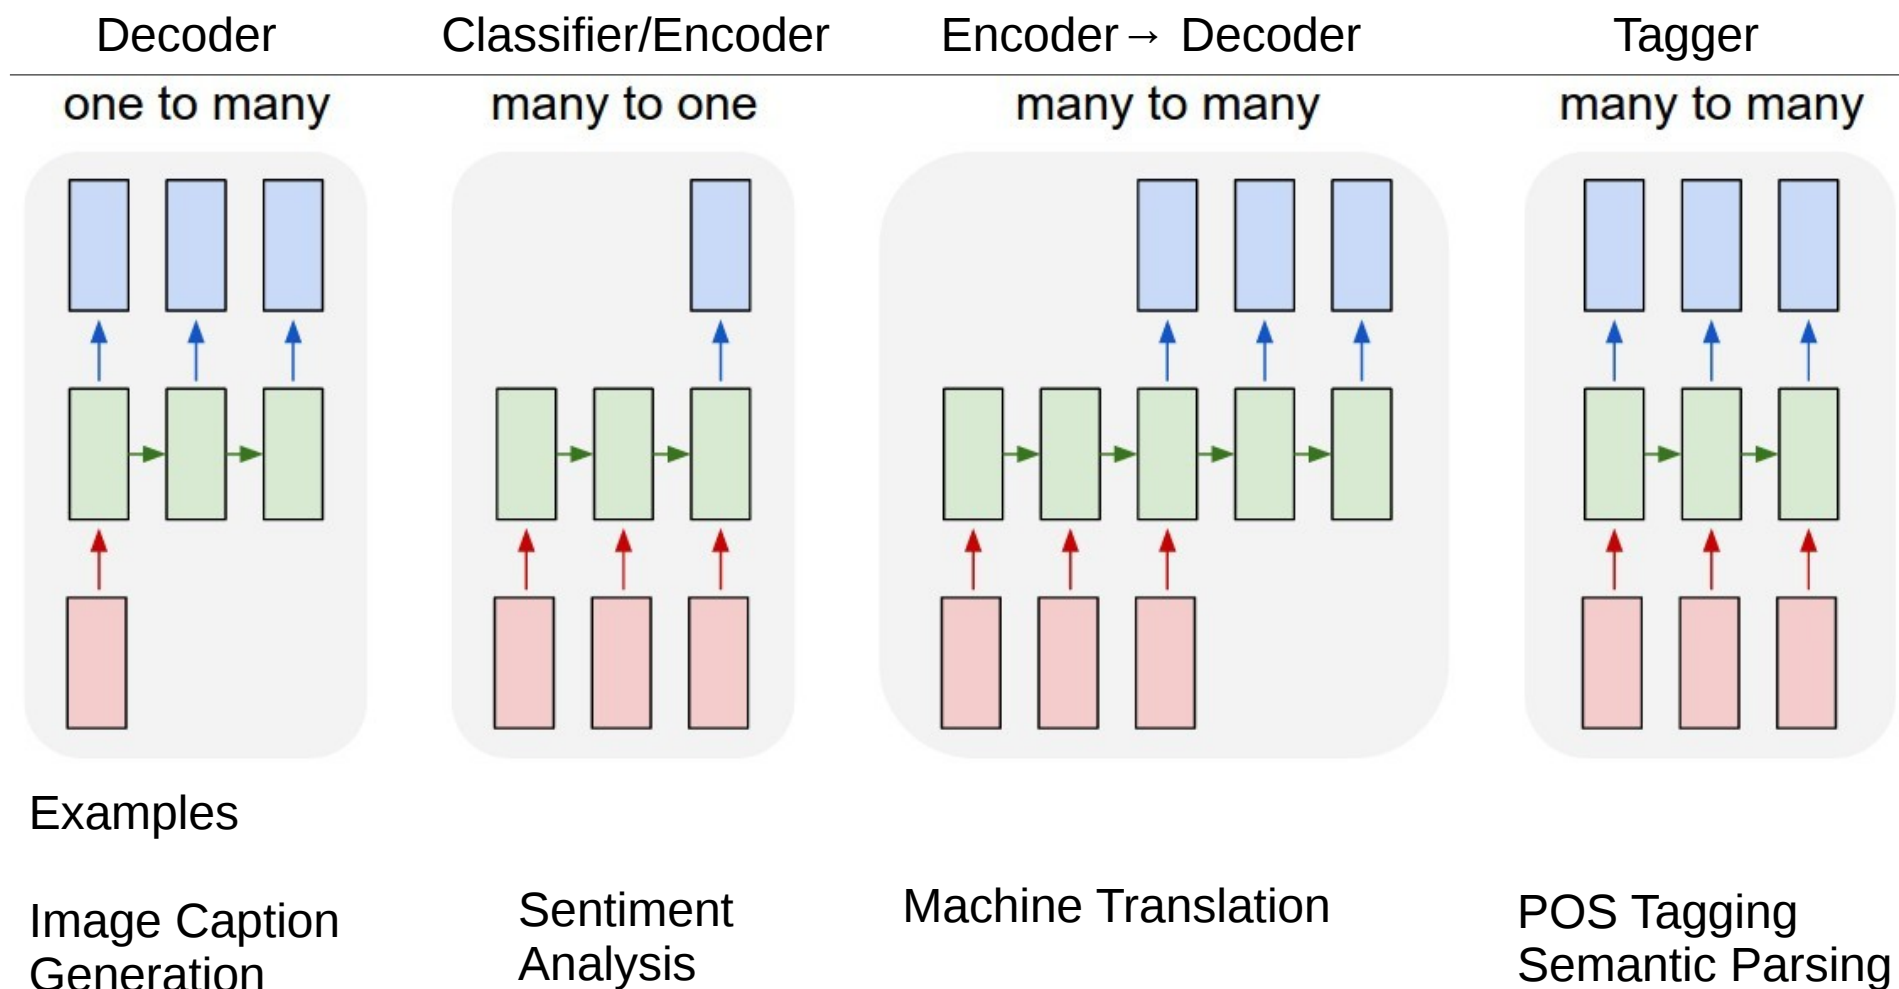 Decoder
Classifier/Encoder
Encoder→ Decoder
Tagger
one to many
many to one
many to many
many to many
Examples
Image Caption
Generation
Sentiment
Analysis
Machine Translation
POS Tagging
Semantic Parsing